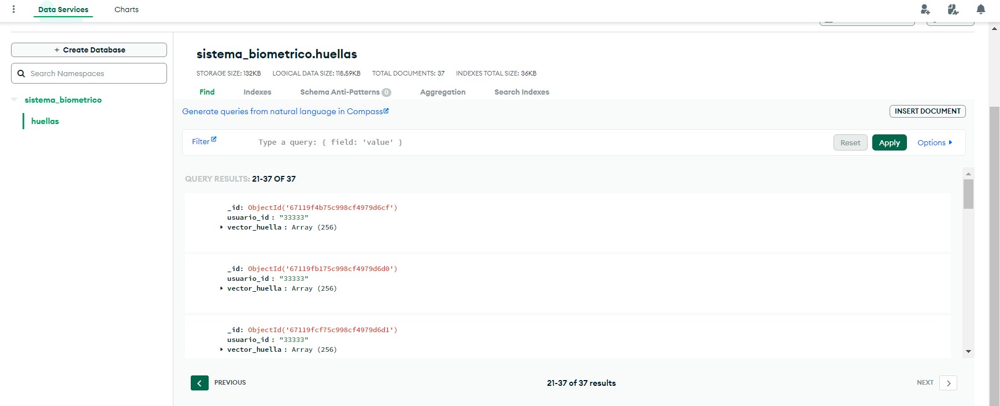 Data Services
Charts
+ Create Database
Search Namespaces
sistema_biometrico
huellas
sistema_biometrico.huellas
STORAGE SIZE: 132KB LOGICAL DATA SIZE: 118.59KB TOTAL DOCUMENTS: 37 INDEXES TOTAL SIZE: 36KB
Find Indexes Schema Anti-Patterns 0 Aggregation Search Indexes
Generate queries from natural language in Compass
INSERT DOCUMENT
Filter Type a query: { field: 'value' } Reset Apply Options
QUERY RESULTS: 21-37 OF 37
_id: ObjectId('67119f4b75c998cf4979d6cf')
usuario_id : "33333"
vector_huella : Array (256)
_id: ObjectId('67119fb175c998cf4979d6d0')
usuario_id : "33333"
vector_huella : Array (256)
_id: ObjectId('67119fcf75c998cf4979d6d1')
usuario_id : "33333"
vector_huella : Array (256)
PREVIOUS 21-37 of 37 results NEXT